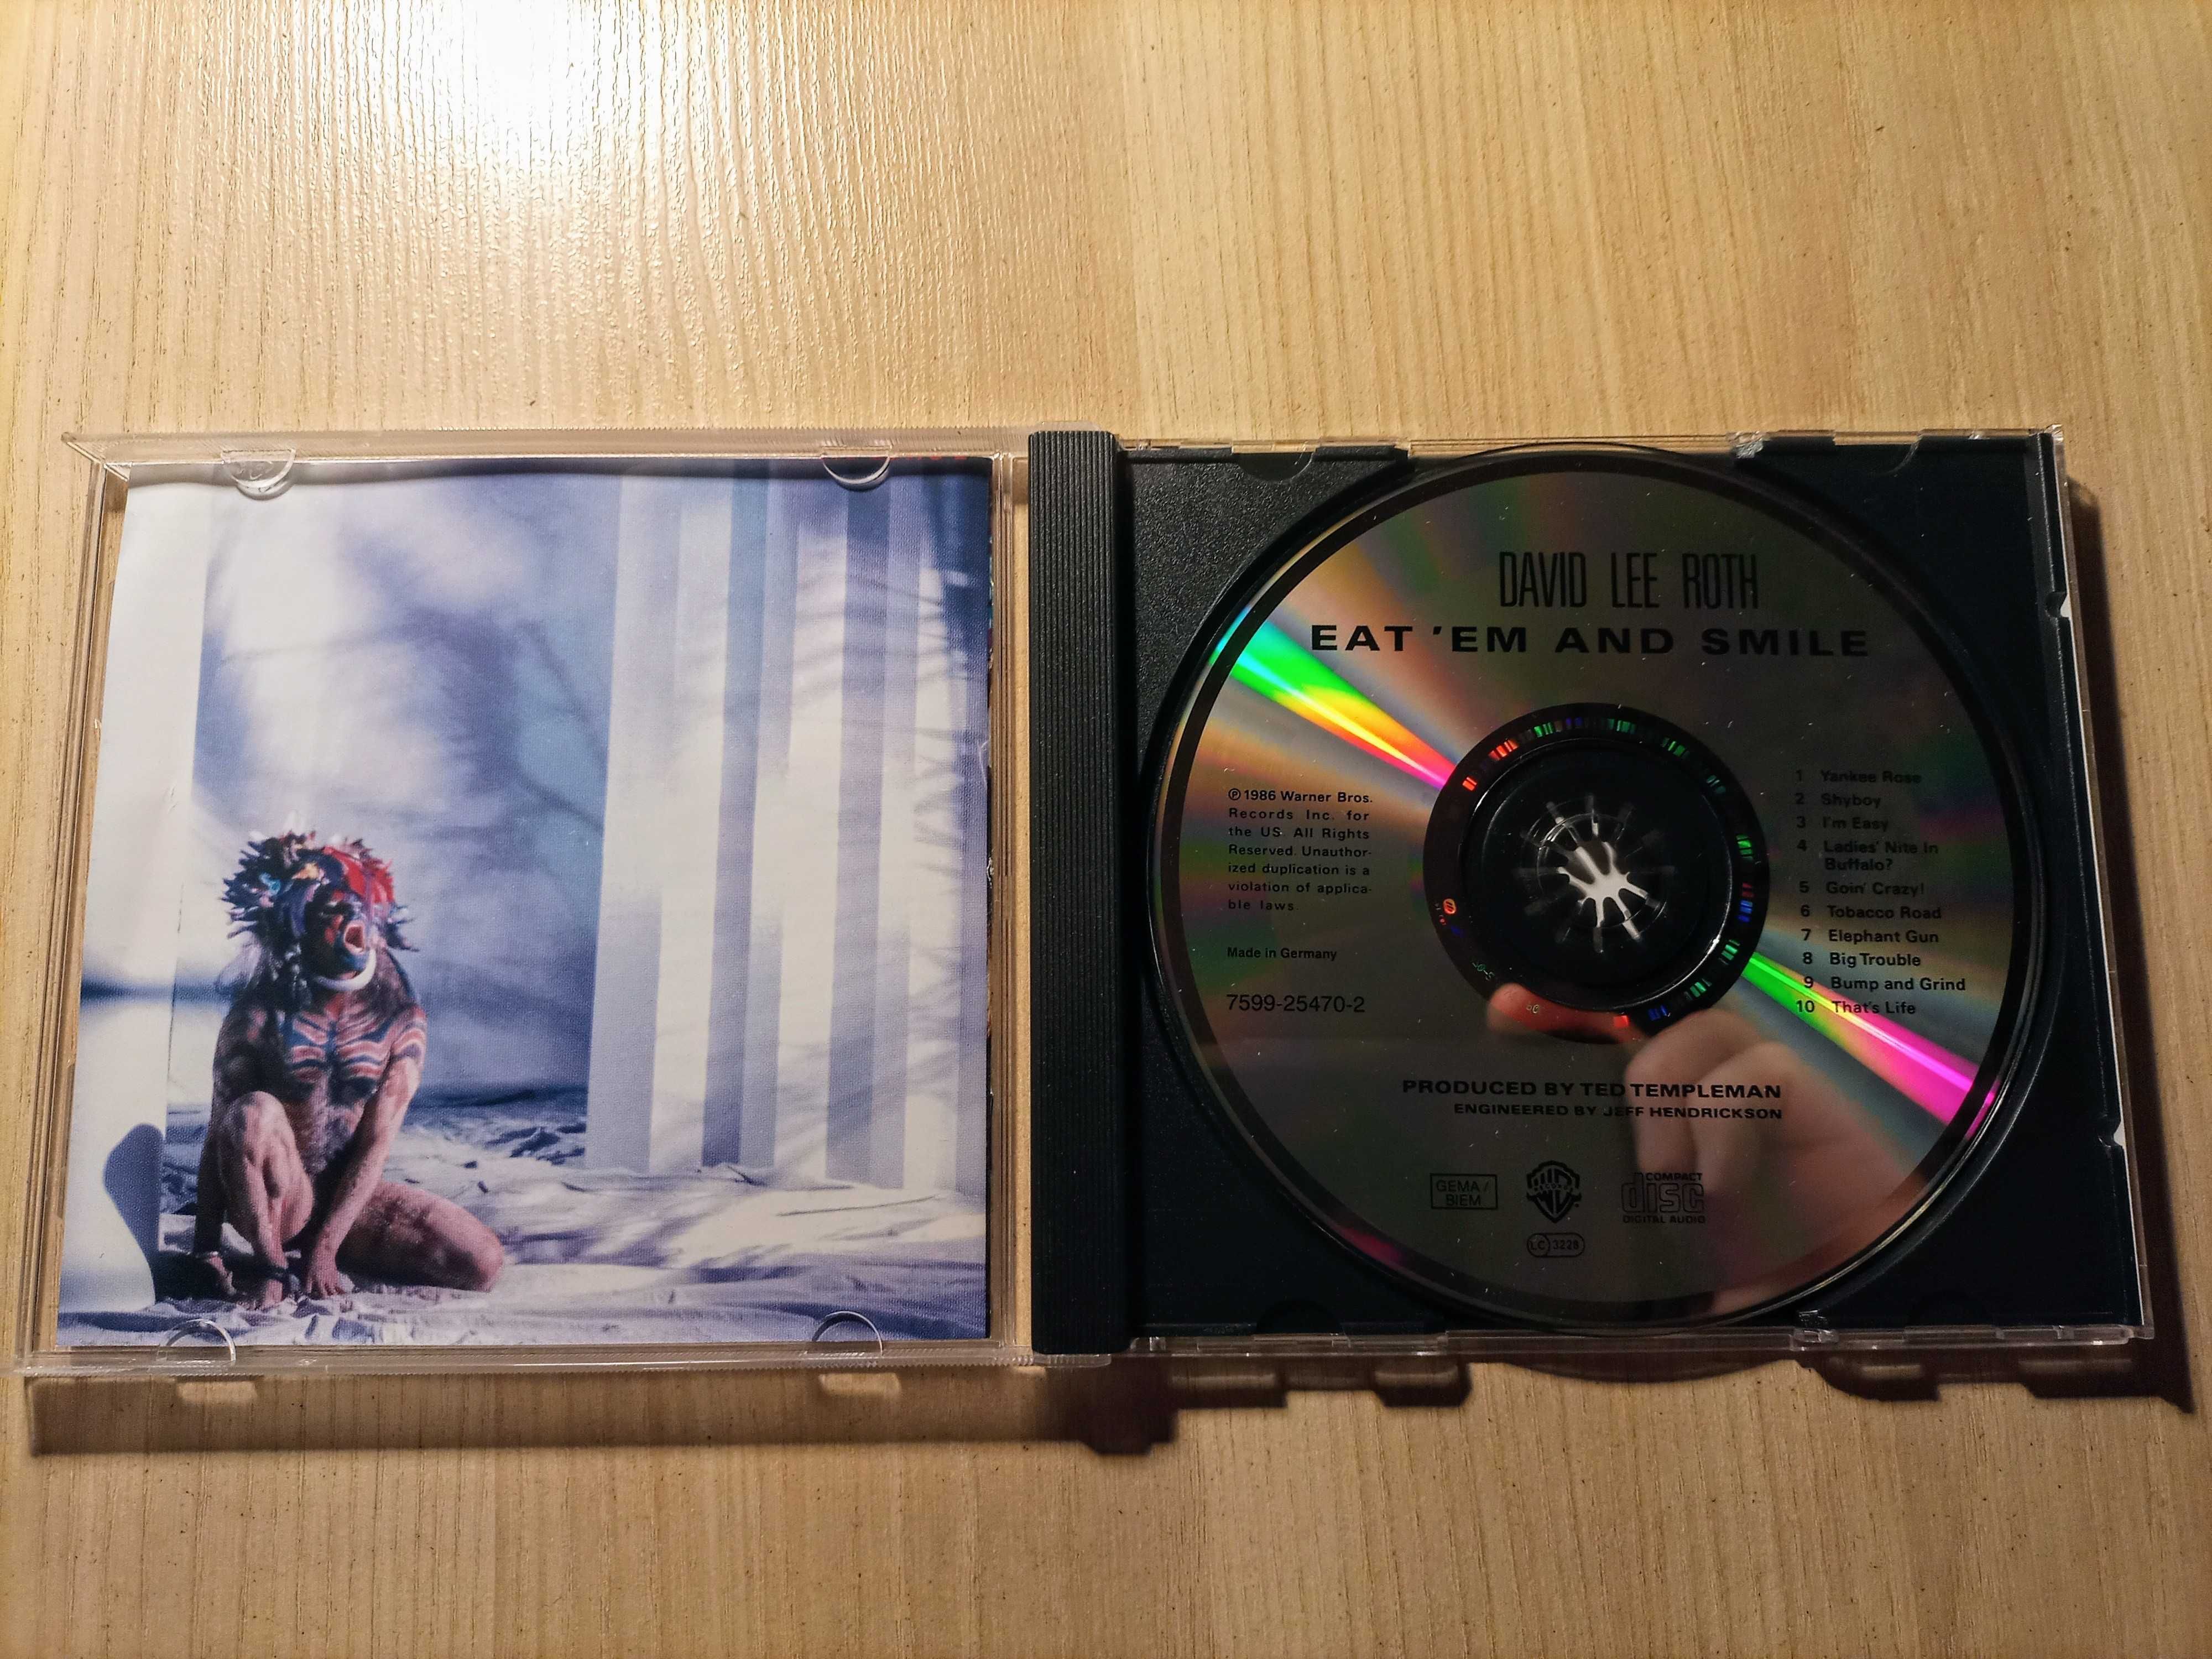 DAVID LEE ROTH
EAT 'EM AND SMILE
℗1986 Warner Bros.
Records Inc. for
the US. All Rights
Reserved. Unauthor-
ized duplication is a
violation of applica-
ble laws
Made in Germany
7599-25470-2
1 Yankee Rose
2 Shyboy
3 I'm Easy
4 Ladies' Nite In
Buffalo?
5 Goin' Crazy!
6 Tobacco Road
7 Elephant Gun
8 Big Trouble
9 Bump and Grind
10 That's Life
PRODUCED BY TED TEMPLEMAN
ENGINEERED BY JEFF HENDRICKSON
GEMA/
BIEM
COMPACT
disc
DIGITAL AUDIO
LC 3228